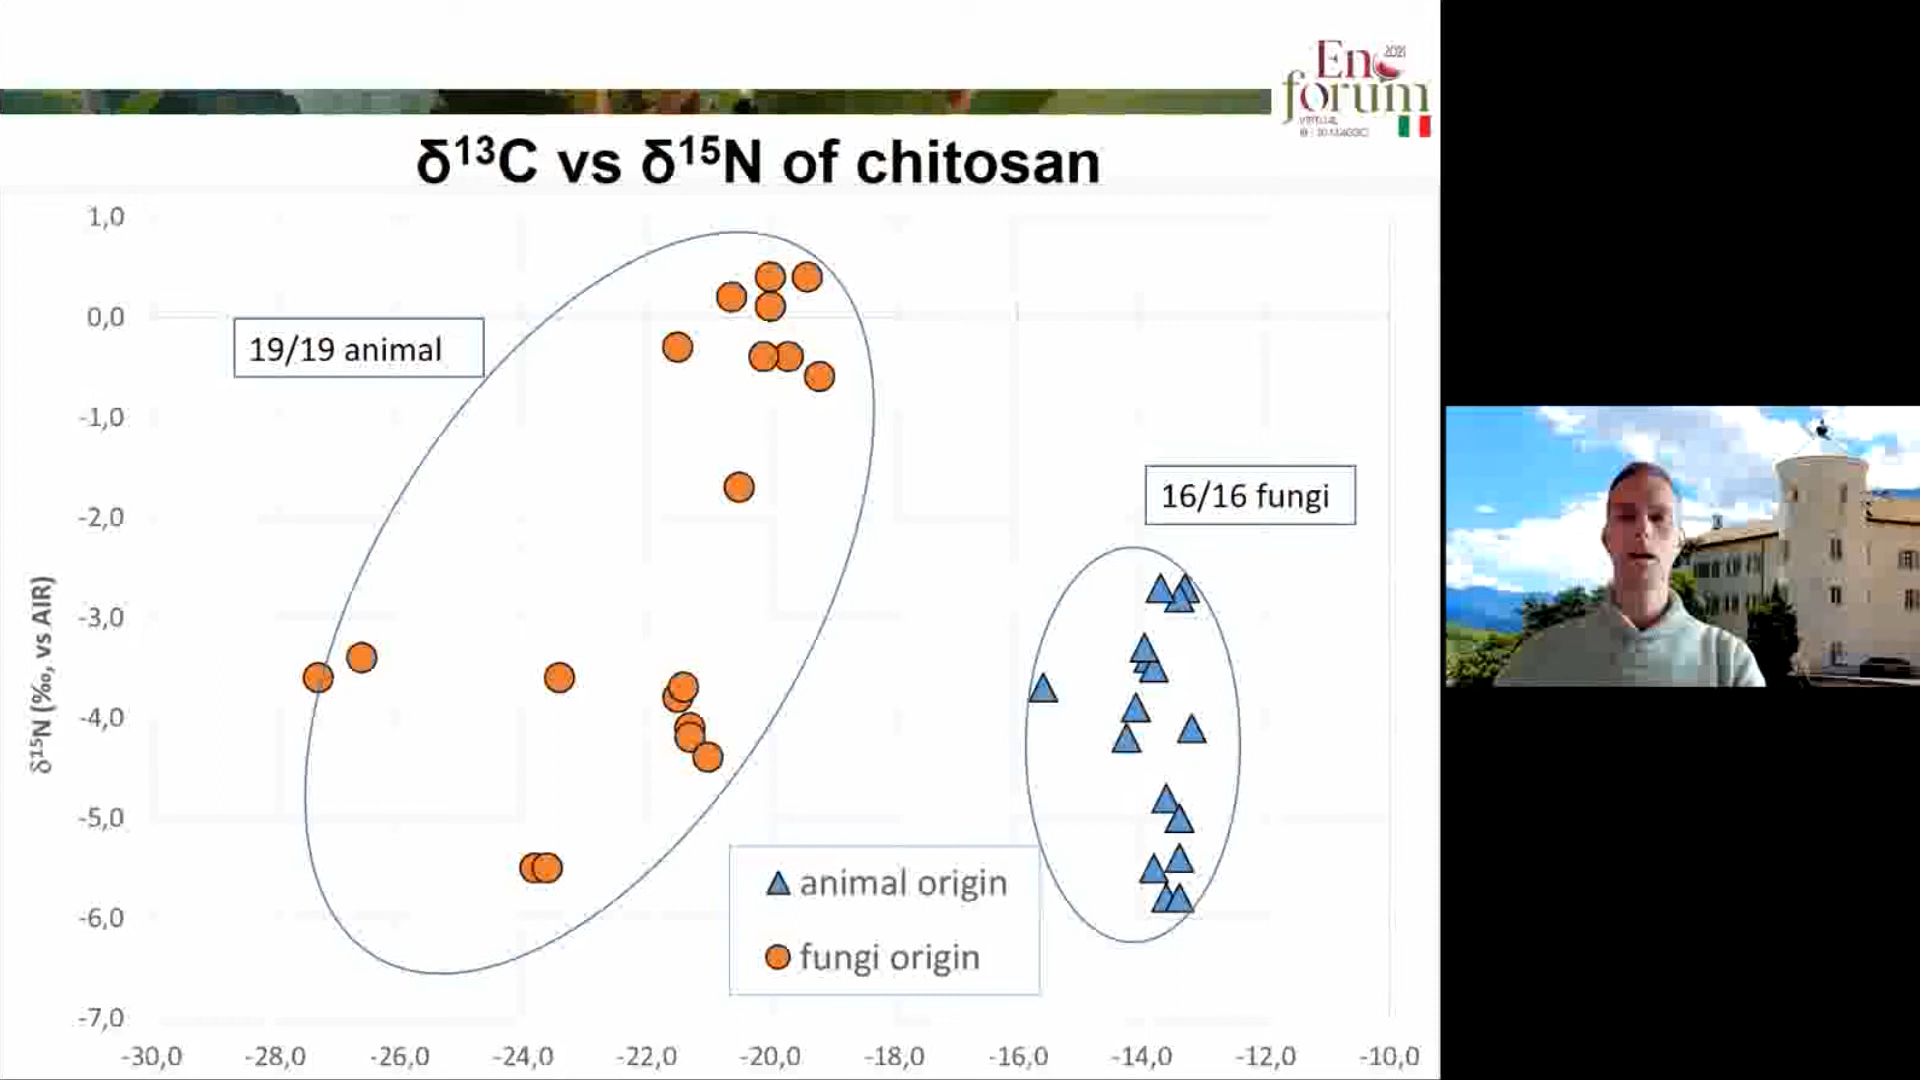 En 2021
forum
VIRTUAL
δ¹³C vs δ¹⁵N of chitosan
1,0
0,0
-1,0
-2,0
-3,0
-4,0
-5,0
-6,0
-7,0
δ¹⁵N (‰, vs AIR)
19/19 animal
16/16 fungi
animal origin
fungi origin
-30,0 -28,0 -26,0 -24,0 -22,0 -20,0 -18,0 -16,0 -14,0 -12,0 -10,0